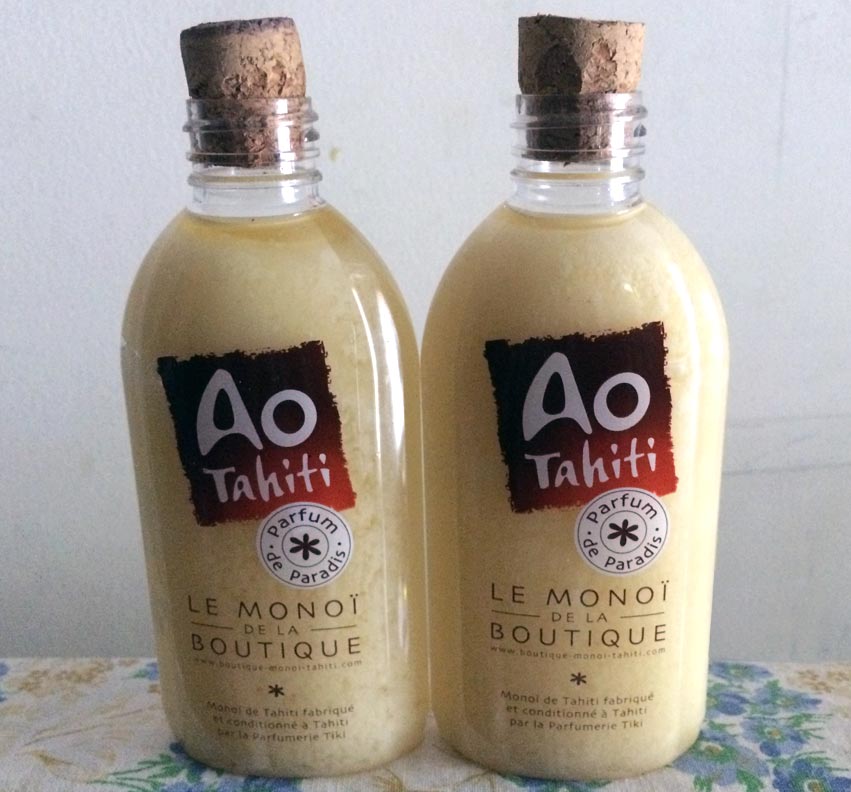 Ao
Tahiti
Parfum
de Paradis
LE MONOÏ
DE LA
BOUTIQUE
www.boutique-monoi-tahiti.com
*
Monoï de Tahiti fabriqué
et conditionné à Tahiti
par la Parfumerie Tiki
Ao
Tahiti
Parfum
de Paradis
LE MONOÏ
DE LA
BOUTIQUE
www.boutique-monoi-tahiti.com
*
Monoï de Tahiti fabriqué
et conditionné à Tahiti
par la Parfumerie Tiki